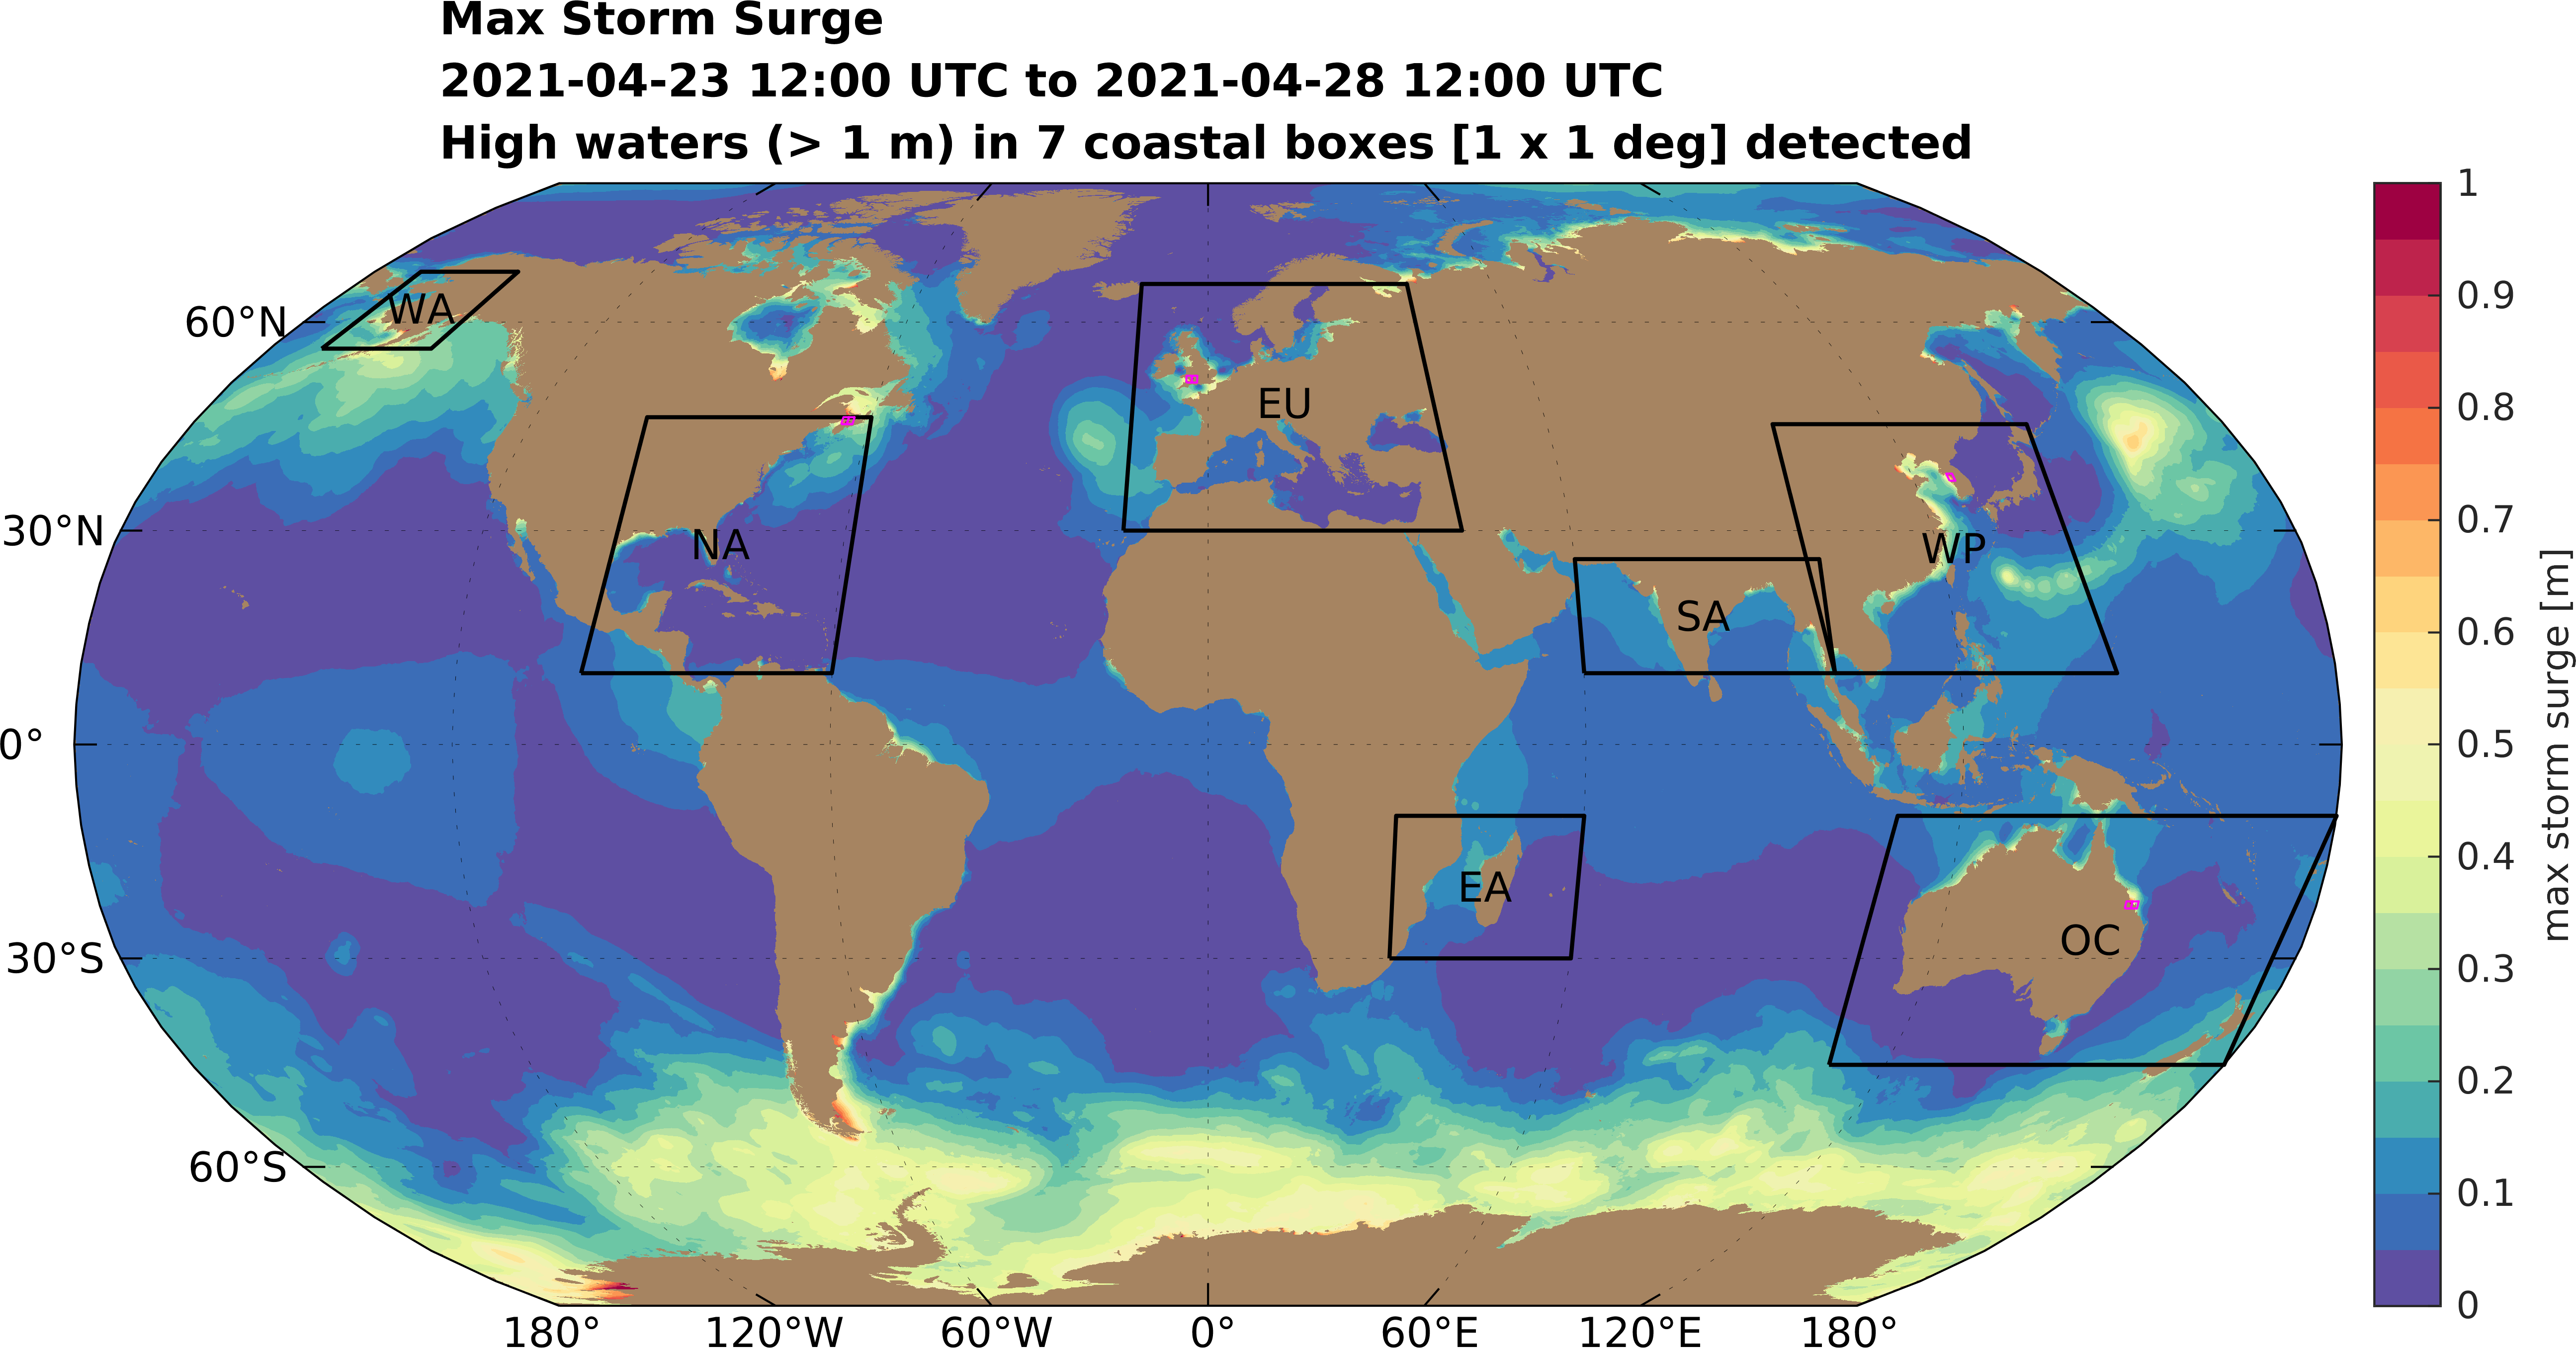 Max Storm Surge
2021-04-23 12:00 UTC to 2021-04-28 12:00 UTC
High waters (> 1 m) in 7 coastal boxes [1 x 1 deg] detected
60°N
30°N
0°
30°S
60°S
WA
NA
EU
SA
WP
EA
OC
180°
120°W
60°W
0°
60°E
120°E
180°
1
0.9
0.8
0.7
0.6
0.5
0.4
0.3
0.2
0.1
0
max storm surge [m]